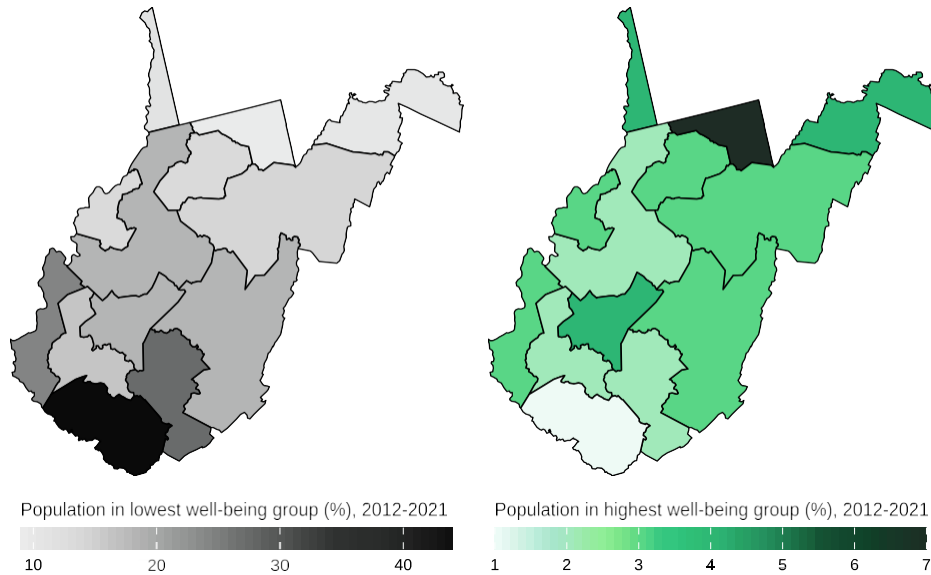 Population in lowest well-being group (%), 2012-2021
10 20 30 40
Population in highest well-being group (%), 2012-2021
1 2 3 4 5 6 7